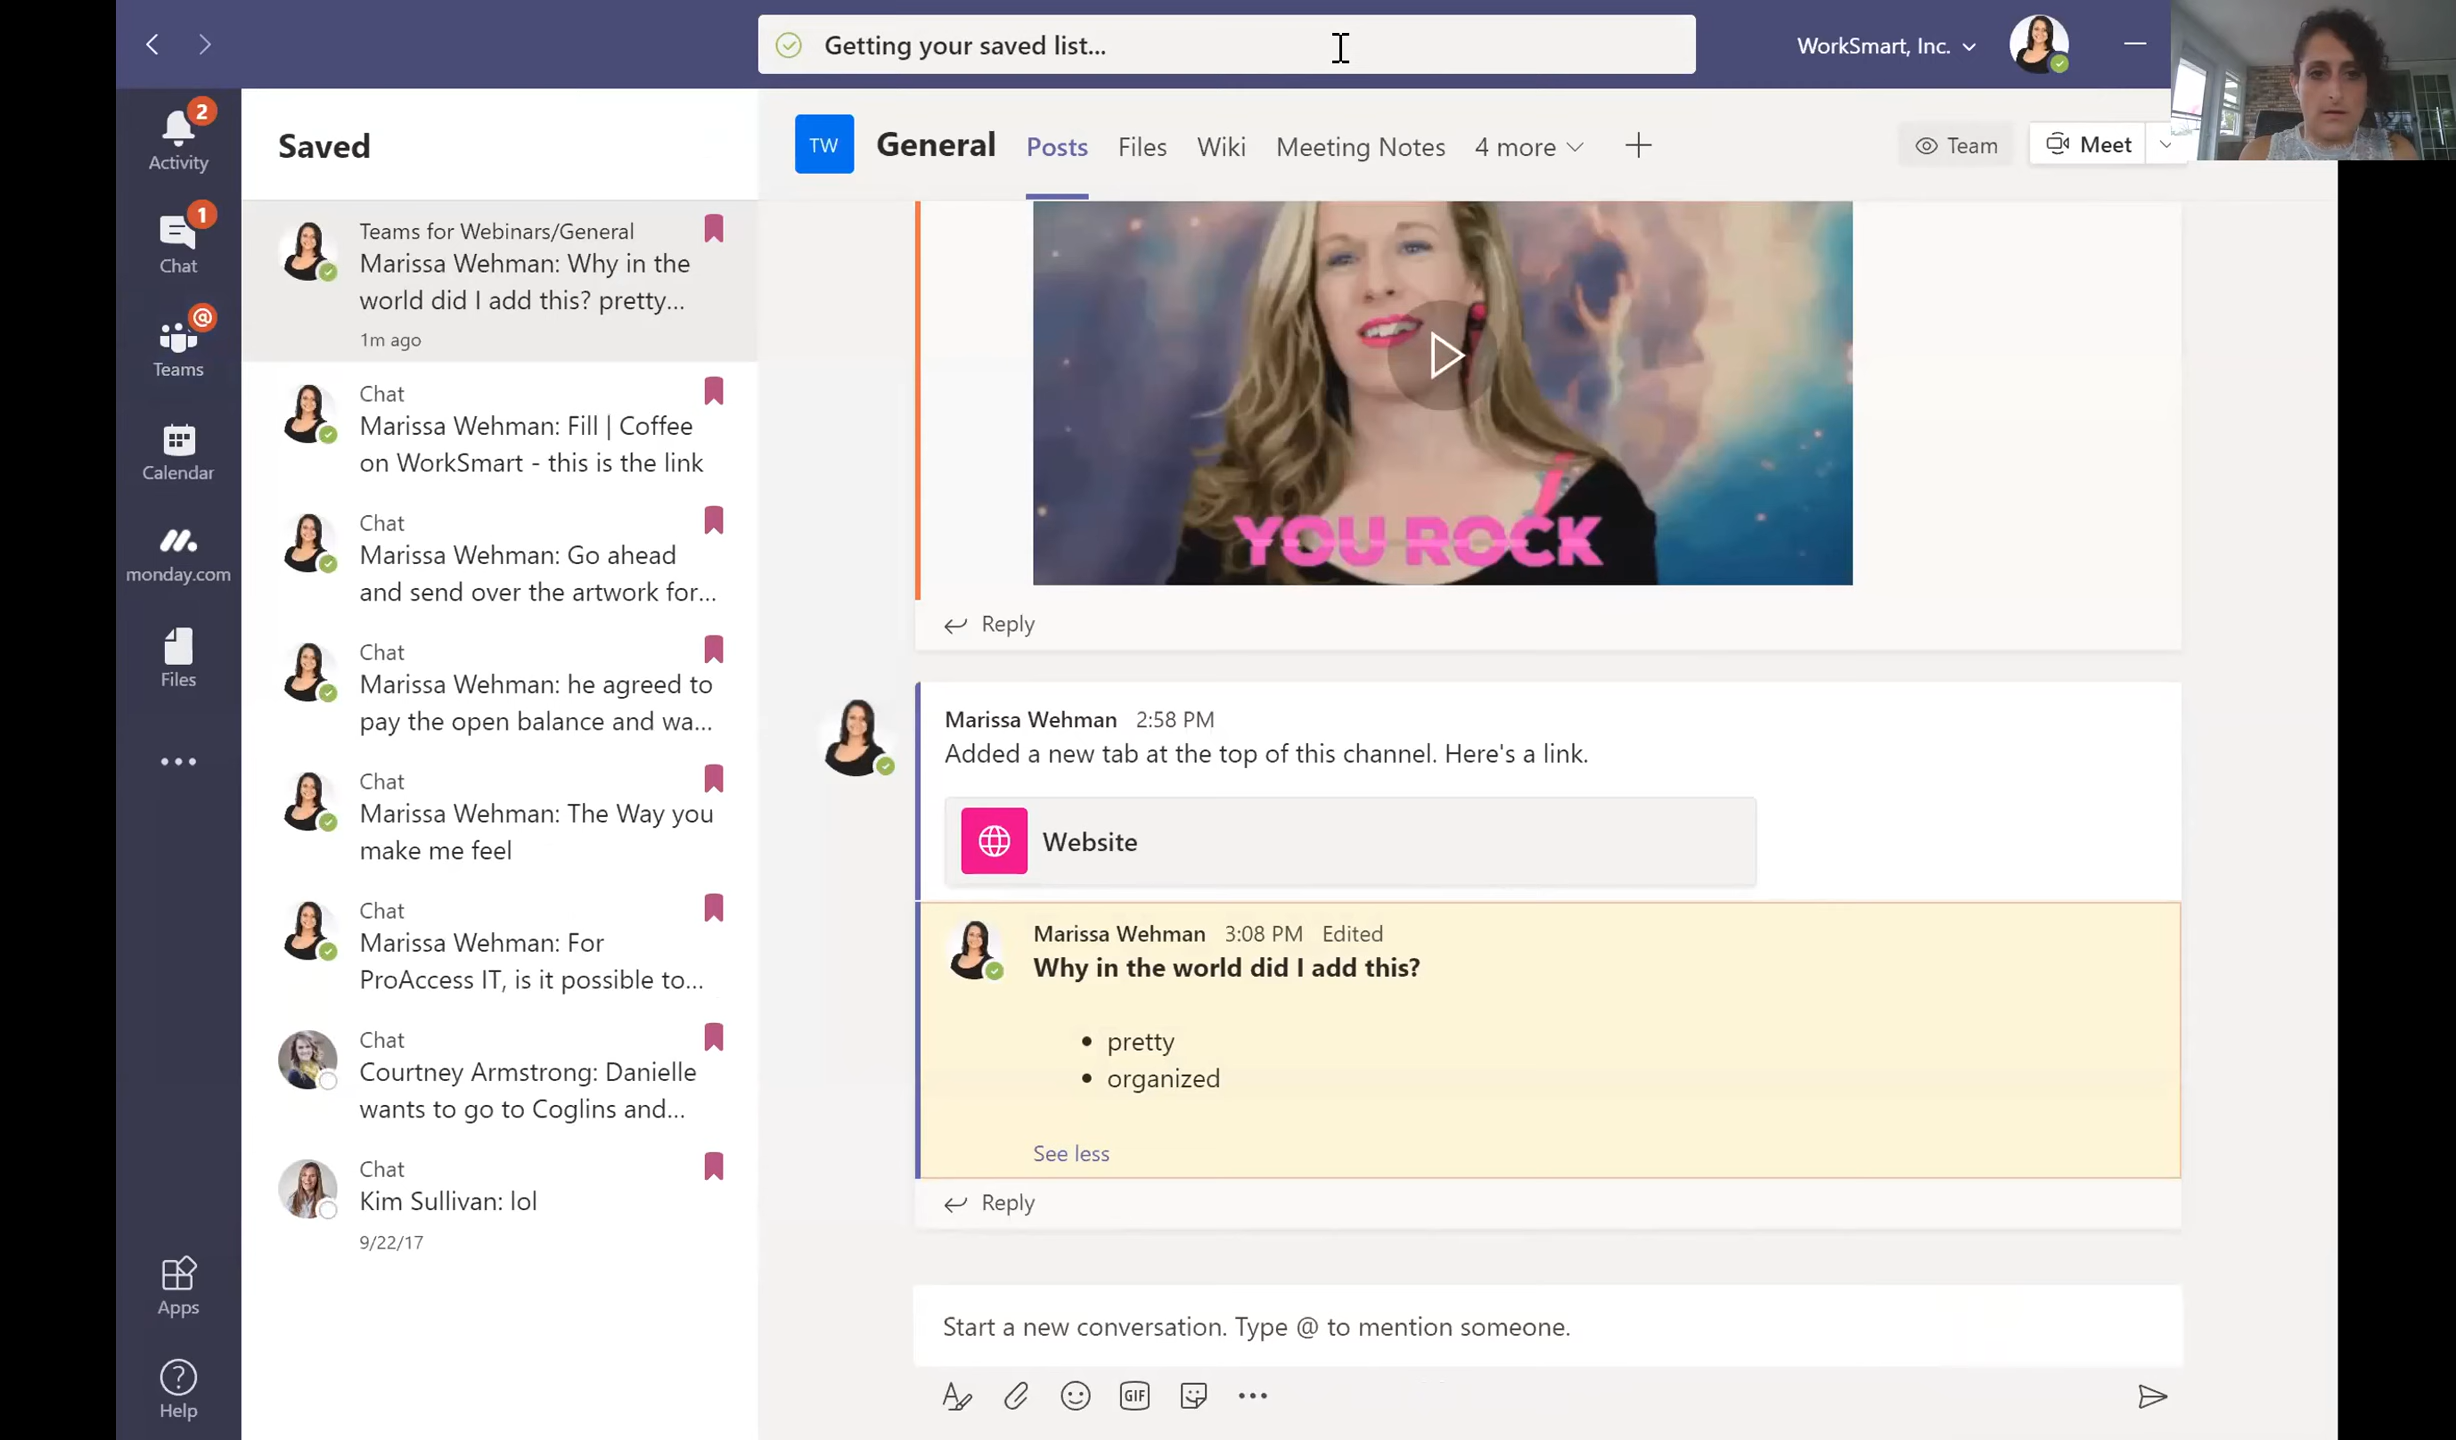 Getting your saved list...
WorkSmart, Inc.
2
Activity
1
Chat
@
Teams
Calendar
monday.com
Files
Apps
Help
Saved
Teams for Webinars/General
Marissa Wehman: Why in the
world did I add this? pretty...
1m ago
Chat
Marissa Wehman: Fill | Coffee
on WorkSmart - this is the link
Chat
Marissa Wehman: Go ahead
and send over the artwork for...
Chat
Marissa Wehman: he agreed to
pay the open balance and wa...
Chat
Marissa Wehman: The Way you
make me feel
Chat
Marissa Wehman: For
ProAccess IT, is it possible to...
Chat
Courtney Armstrong: Danielle
wants to go to Coglins and...
Chat
Kim Sullivan: lol
9/22/17
TW General Posts Files Wiki Meeting Notes 4 more Team Meet
YOU ROCK
Reply
Marissa Wehman 2:58 PM
Added a new tab at the top of this channel. Here's a link.
Website
Marissa Wehman 3:08 PM Edited
Why in the world did I add this?
• pretty
• organized
See less
Reply
Start a new conversation. Type @ to mention someone.
GIF